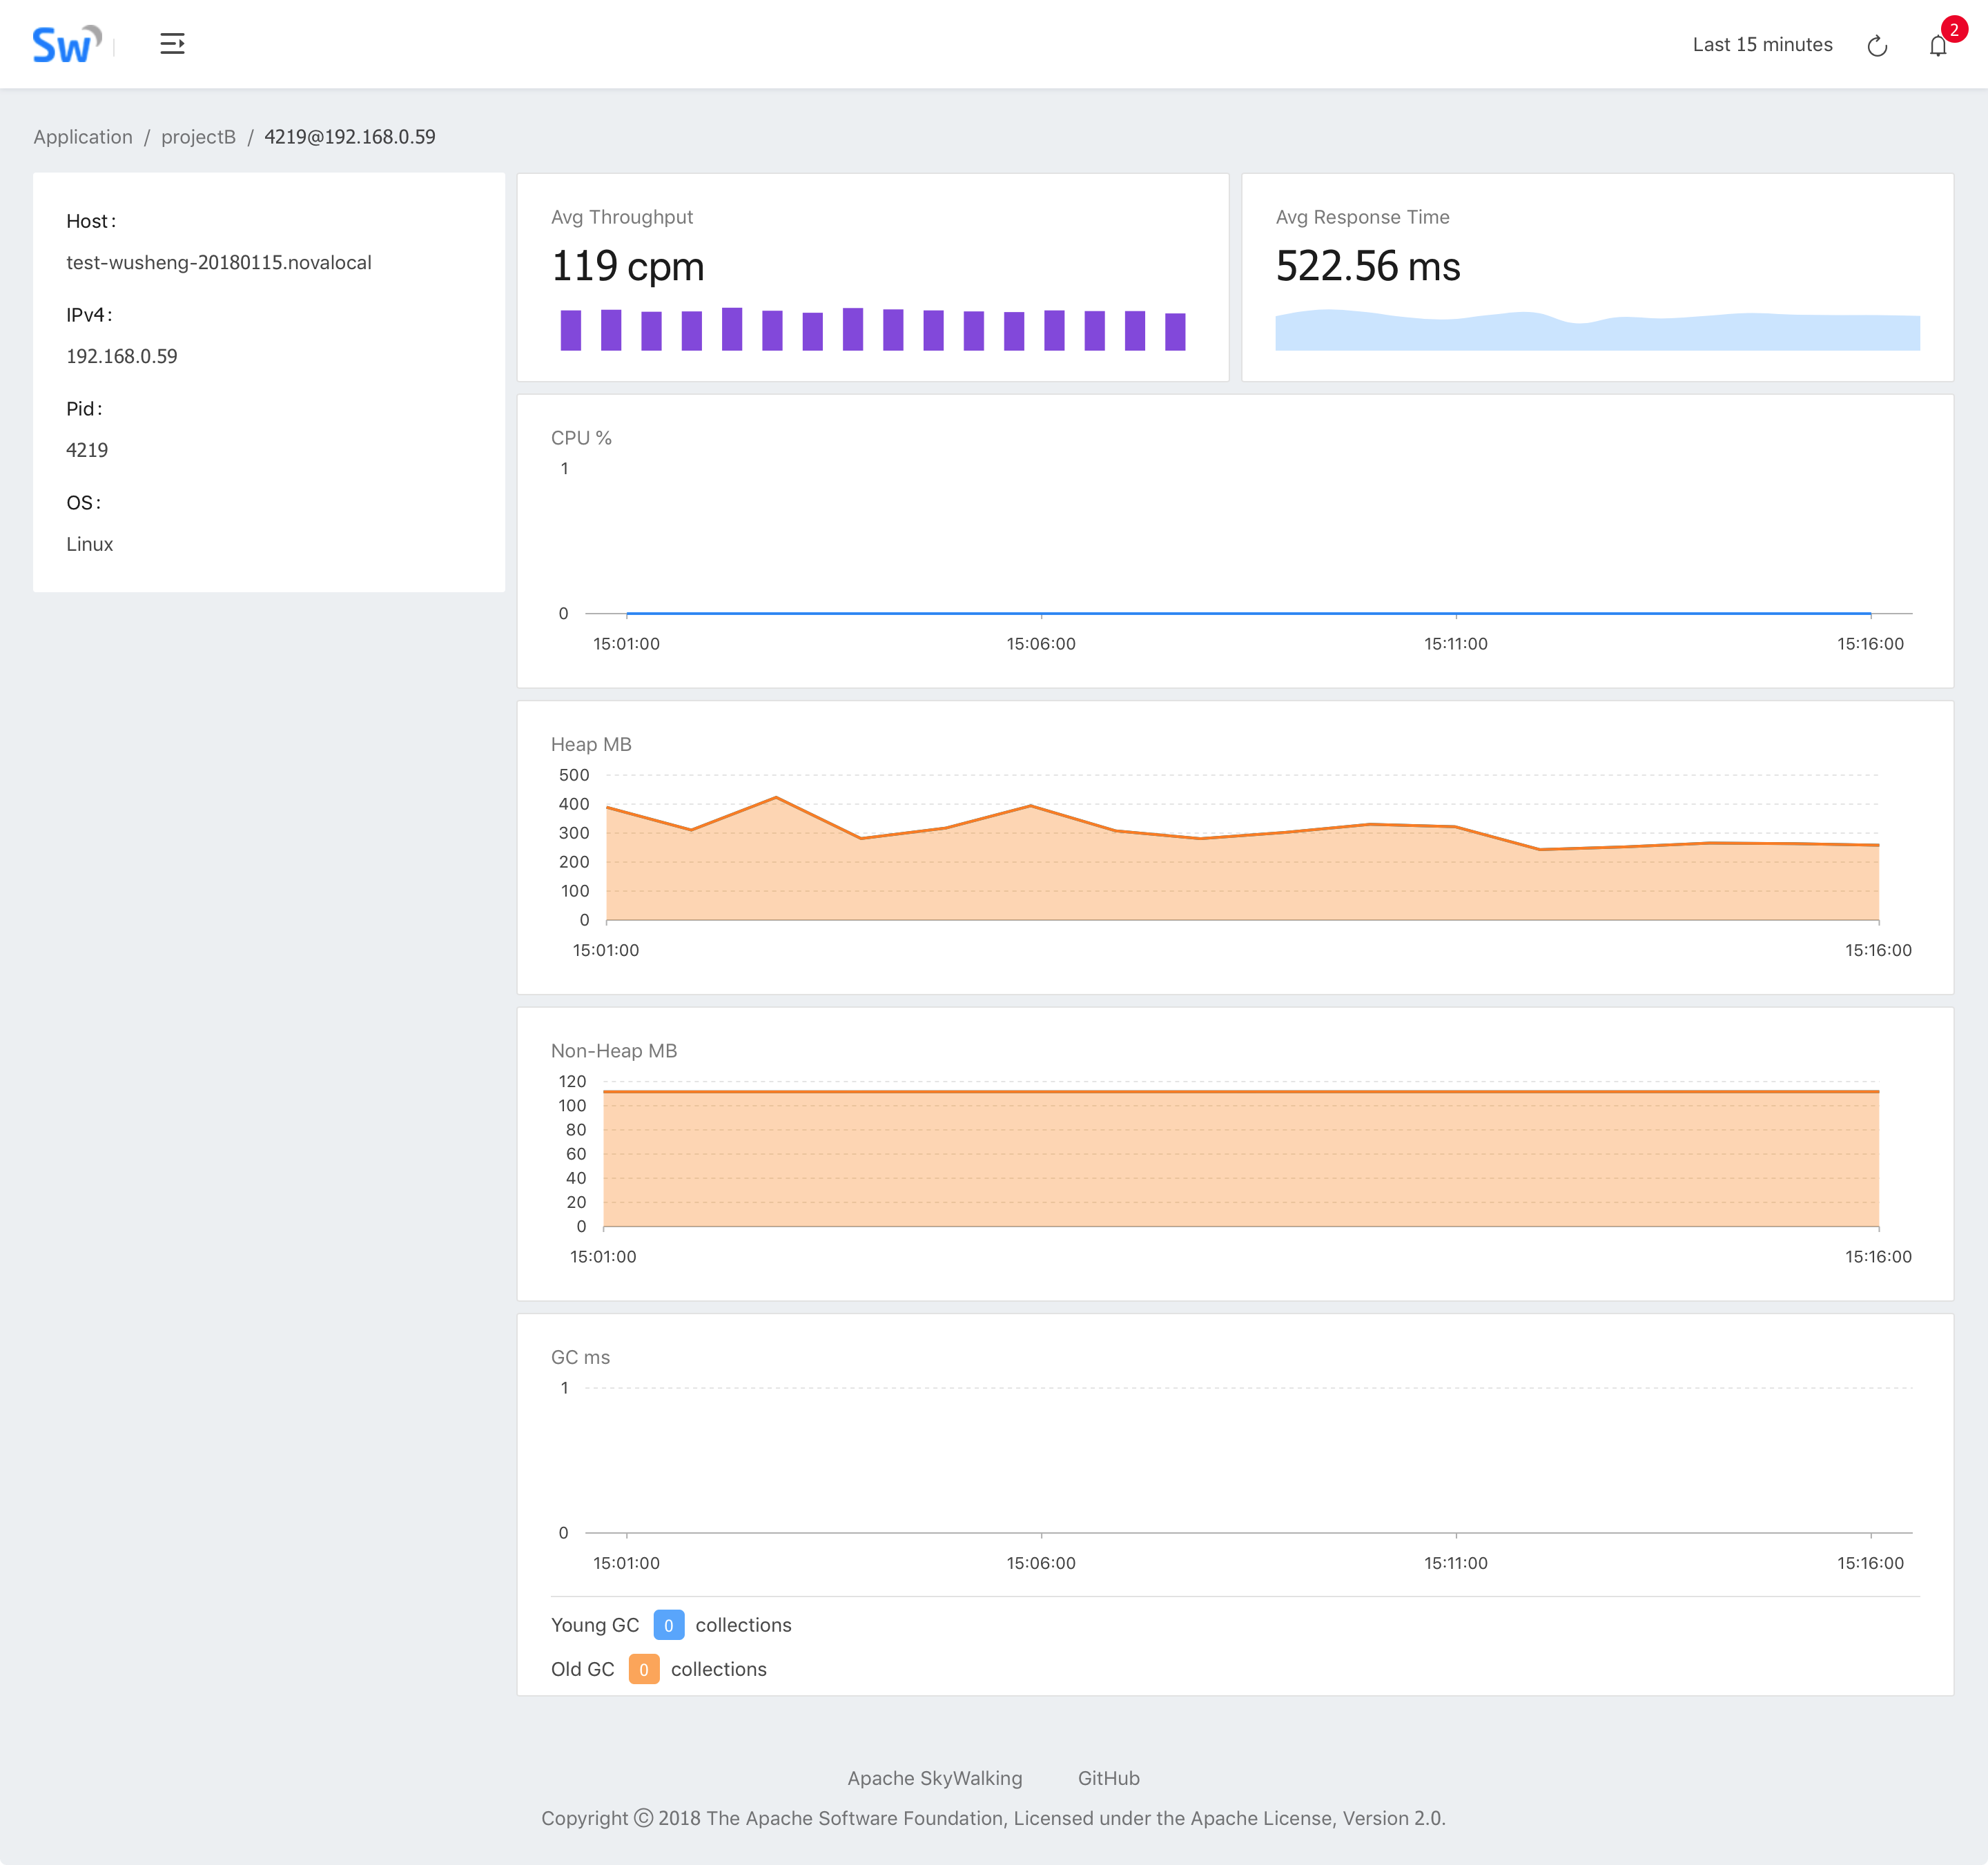 Sw
Last 15 minutes
2
Application / projectB / 4219@192.168.0.59
Host:
test-wusheng-20180115.novalocal
IPv4:
192.168.0.59
Pid:
4219
OS:
Linux
Avg Throughput
119 cpm
Avg Response Time
522.56 ms
CPU %
1
0
15:01:00 15:06:00 15:11:00 15:16:00
Heap MB
500
400
300
200
100
0
15:01:00 15:16:00
Non-Heap MB
120
100
80
60
40
20
0
15:01:00 15:16:00
GC ms
1
0
15:01:00 15:06:00 15:11:00 15:16:00
Young GC 0 collections
Old GC 0 collections
Apache SkyWalking GitHub
Copyright © 2018 The Apache Software Foundation, Licensed under the Apache License, Version 2.0.